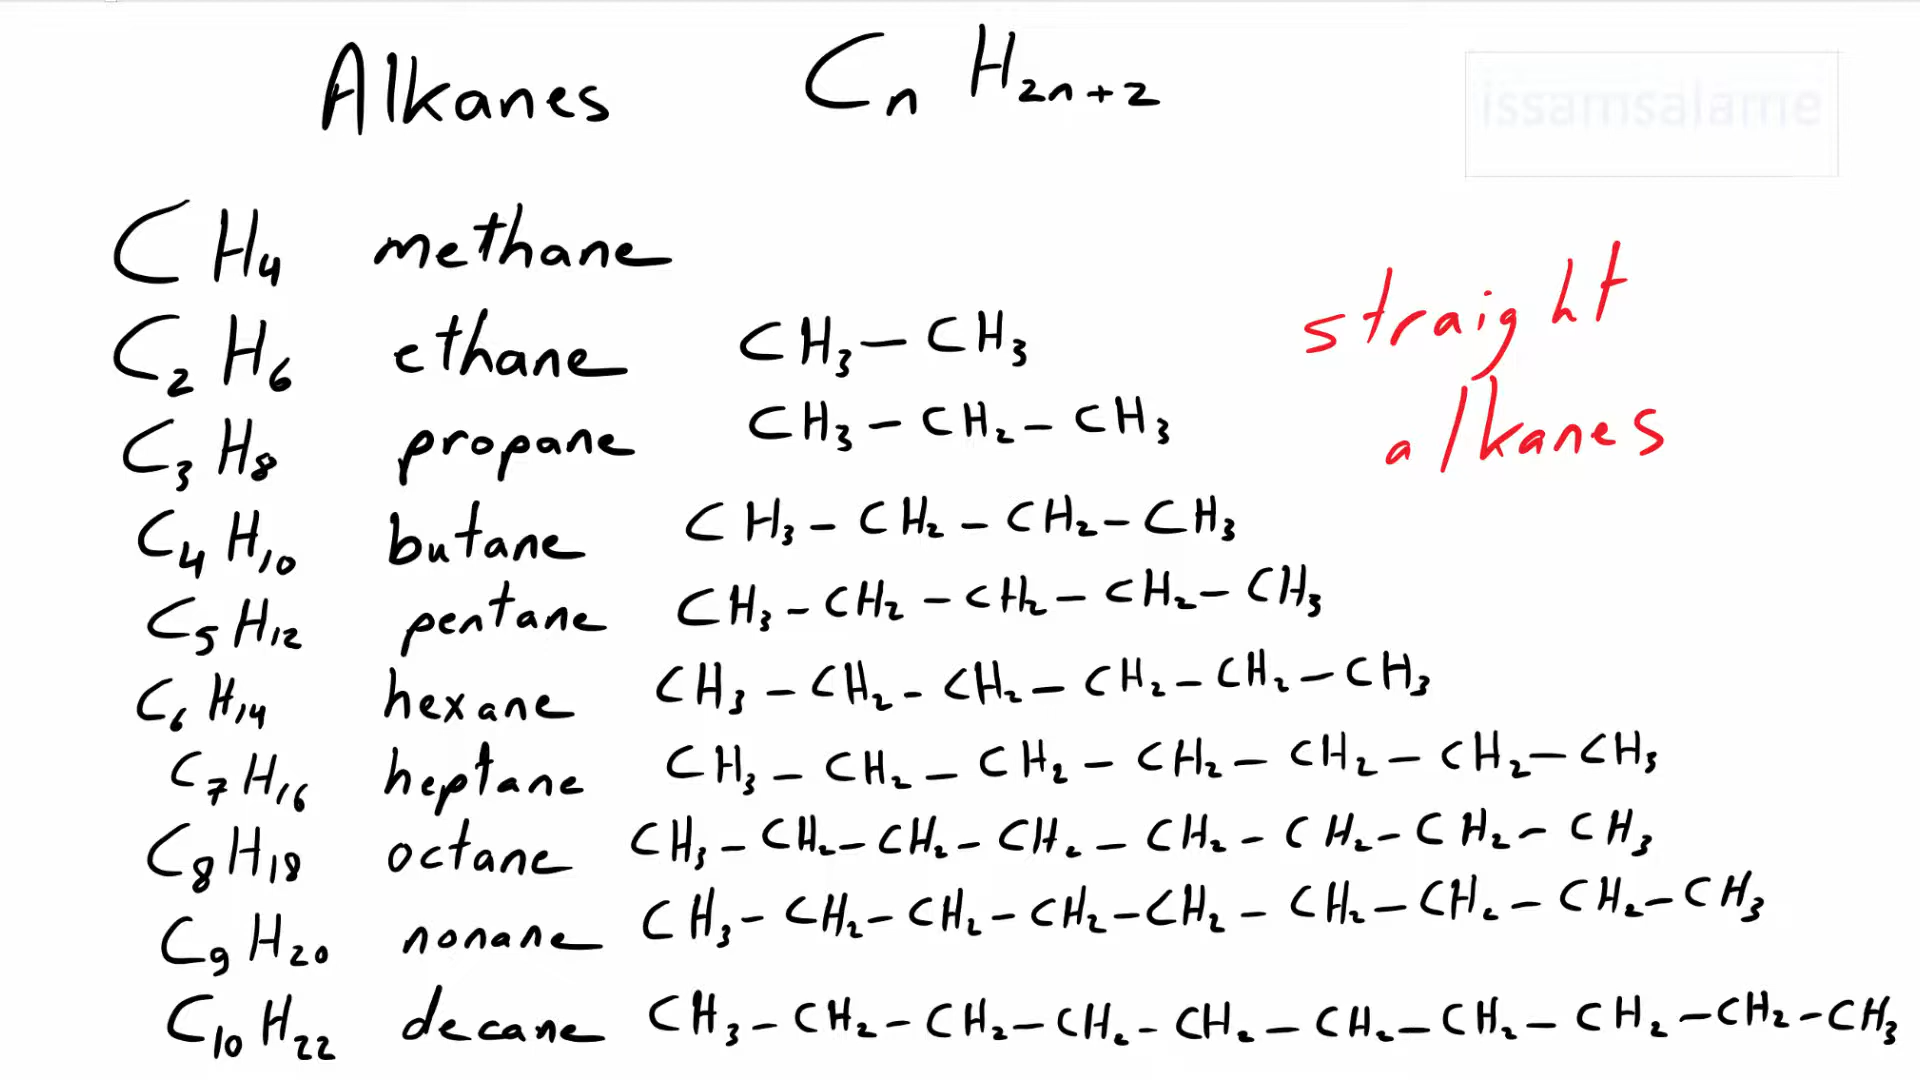 Alkanes CnH2n+2
issamsalame
CH4 methane
C2H6 ethane CH3-CH3
straight
C3H8 propane CH3-CH2-CH3
alkanes
C4H10 butane CH3-CH2-CH2-CH3
C5H12 pentane CH3-CH2-CH2-CH2-CH3
C6H14 hexane CH3-CH2-CH2-CH2-CH2-CH3
C7H16 heptane CH3-CH2-CH2-CH2-CH2-CH2-CH3
C8H18 octane CH3-CH2-CH2-CH2-CH2-CH2-CH2-CH3
C9H20 nonane CH3-CH2-CH2-CH2-CH2-CH2-CH2-CH2-CH3
C10H22 decane CH3-CH2-CH2-CH2-CH2-CH2-CH2-CH2-CH2-CH3